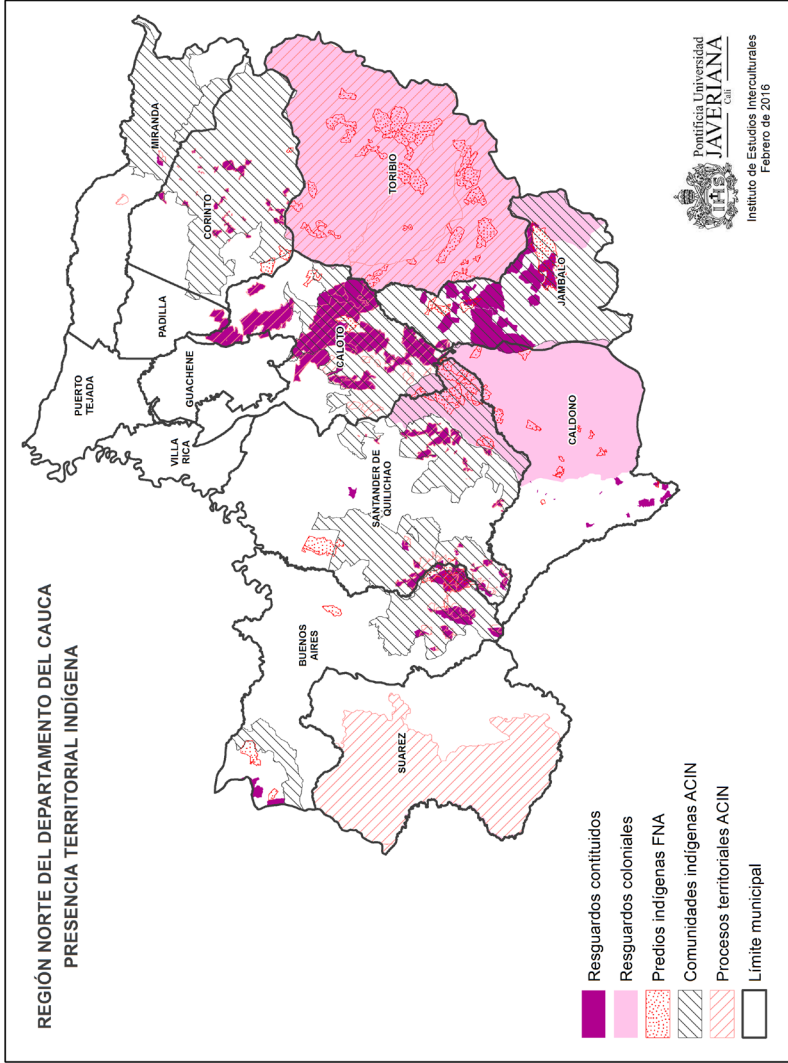 REGIÓN NORTE DEL DEPARTAMENTO DEL CAUCA
PRESENCIA TERRITORIAL INDÍGENA
MIRANDA
CORINTO
TORIBIO
PADILLA
PUERTO
TEJADA
GUACHENE
CALOTO
JAMBALO
VILLA
RICA
SANTANDER DE
QUILICHAO
CALDONO
BUENOS
AIRES
SUAREZ
Resguardos contituidos
Resguardos coloniales
Predios indígenas FNA
Comunidades indígenas ACIN
Procesos territoriales ACIN
Límite municipal
IHS
Pontificia Universidad
JAVERIANA
Cali
Instituto de Estudios Interculturales
Febrero de 2016